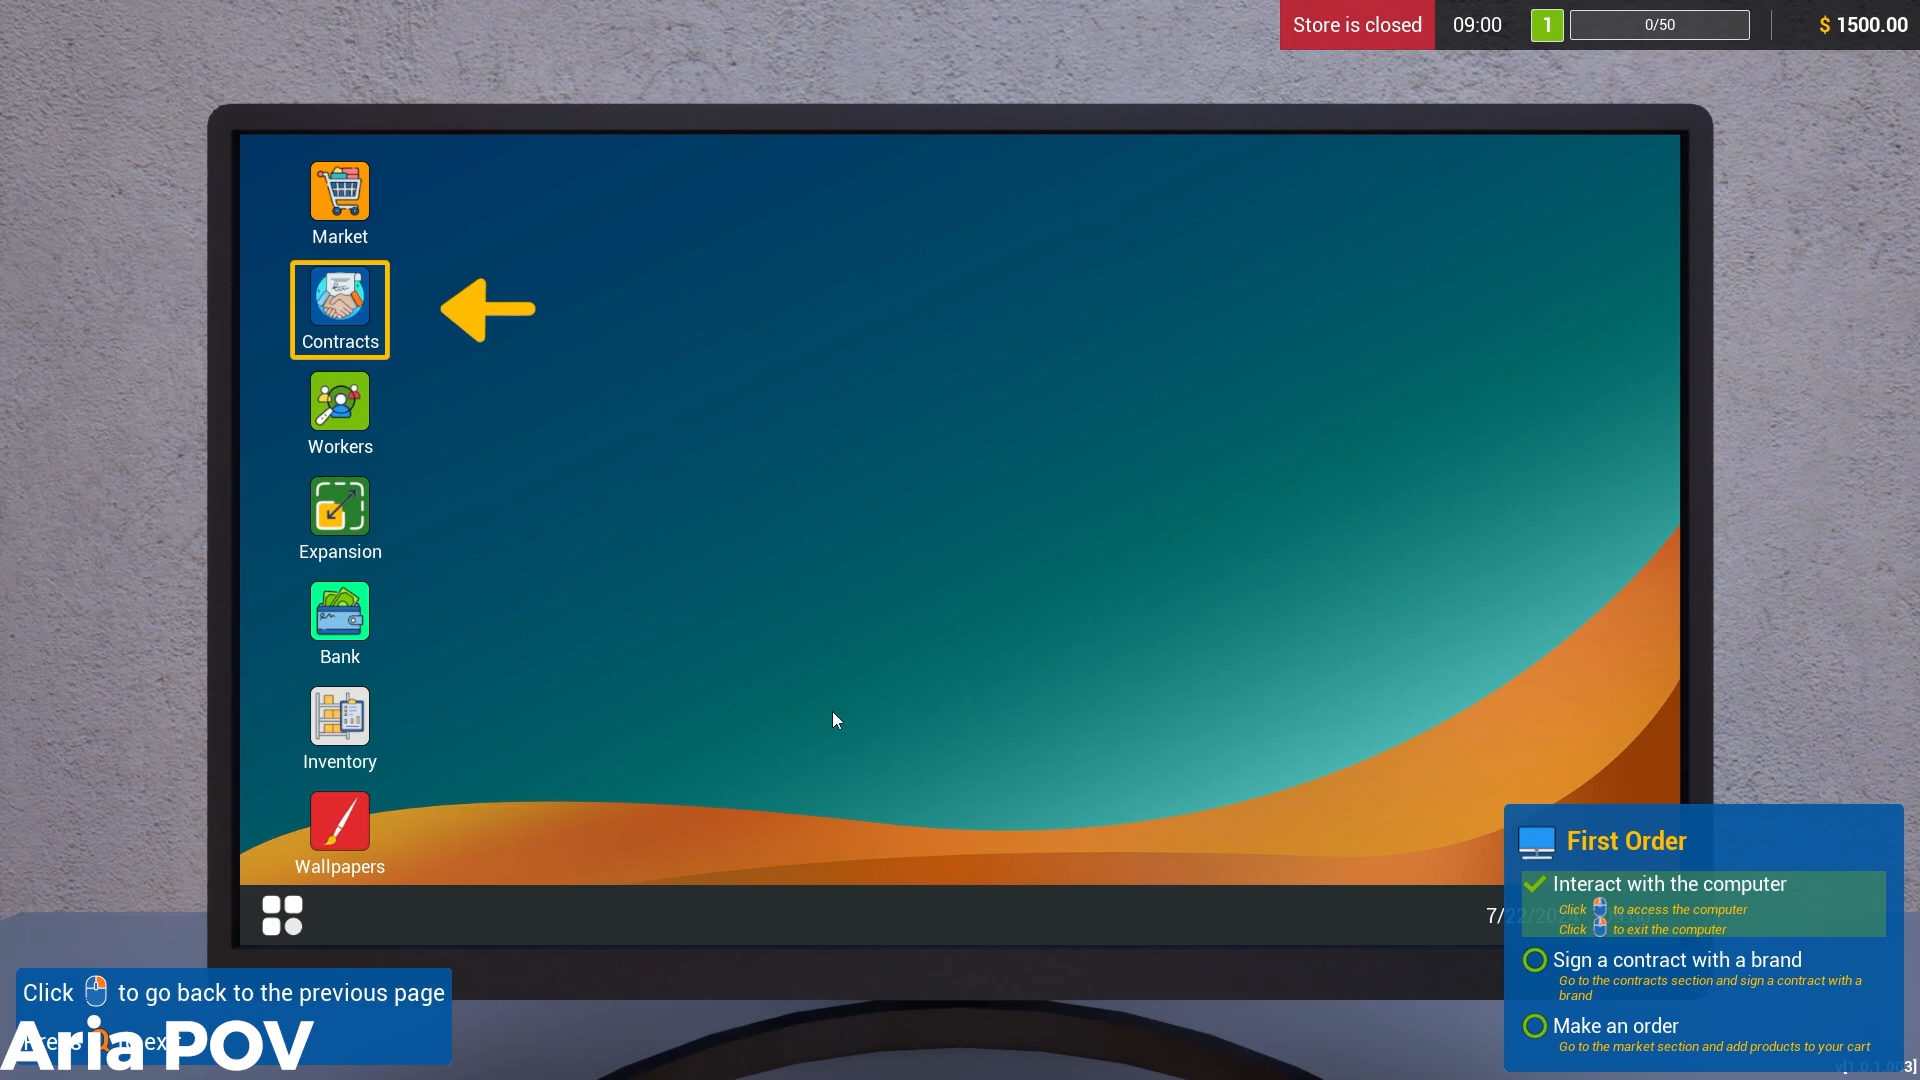 Store is closed
09:00
1
0/50
$ 1500.00
Market
Contracts
Workers
Expansion
Bank
Inventory
Wallpapers
First Order
Interact with the computer
Click to access the computer
Click to exit the computer
Sign a contract with a brand
Go to the contracts section and sign a contract with a
brand
Make an order
Go to the market section and add products to your cart
Click to go back to the previous page
Aria POV